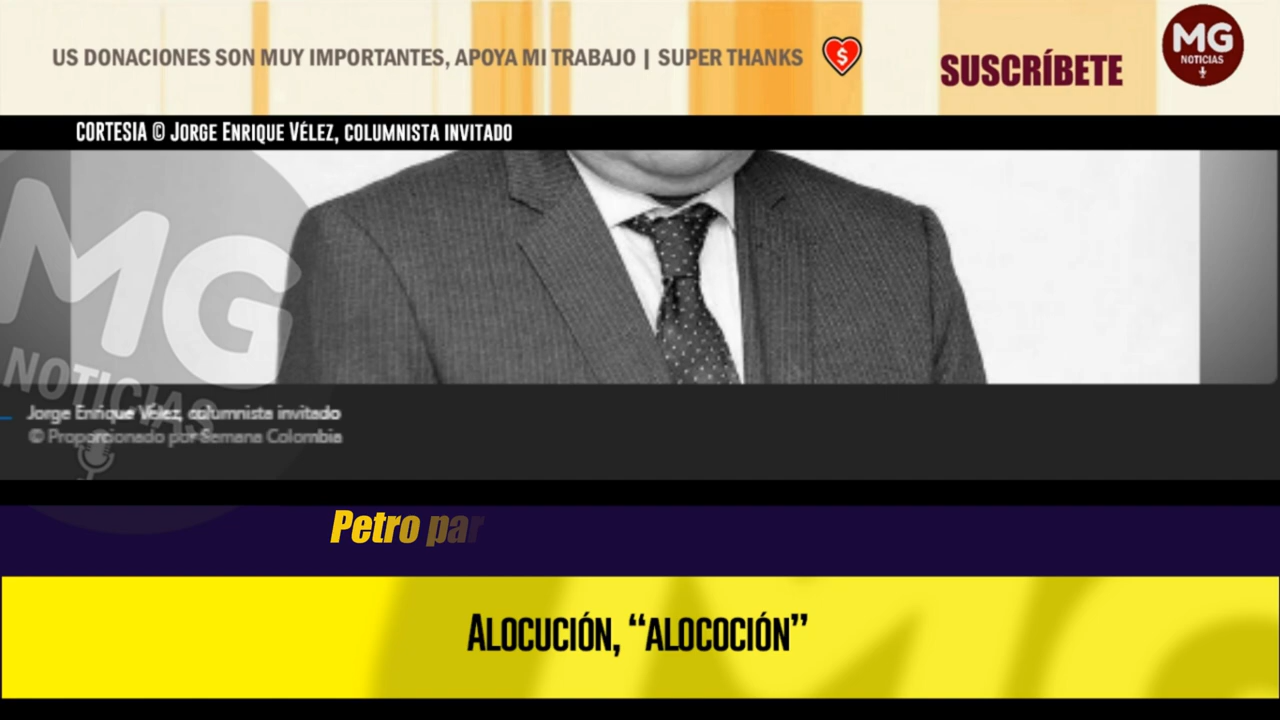 US DONACIONES SON MUY IMPORTANTES, APOYA MI TRABAJO | SUPER THANKS
$
SUSCRÍBETE
MG
NOTICIAS
CORTESIA © JORGE ENRIQUE VÉLEZ, COLUMNISTA INVITADO
MG
NOTICIAS
Jorge Enrique Vélez, columnista invitado
© Proporcionado por Semana Colombia
Petro par
ALOCUCIÓN, “ALOCOCIÓN”